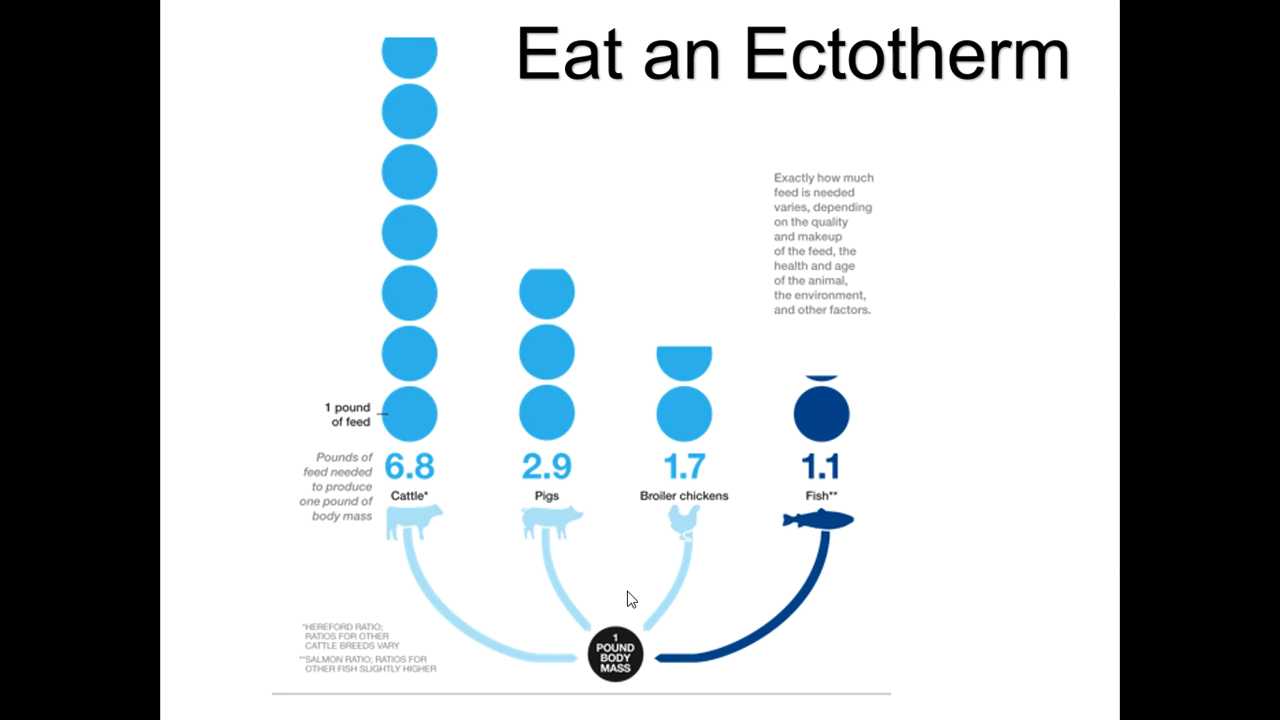 Eat an Ectotherm
Exactly how much
feed is needed
varies, depending
on the quality
and makeup
of the feed, the
health and age
of the animal,
the environment,
and other factors.
1 pound
of feed
Pounds of
feed needed
to produce
one pound of
body mass
6.8
Cattle*
2.9
Pigs
1.7
Broiler chickens
1.1
Fish**
*HEREFORD RATIO;
RATIOS FOR OTHER
CATTLE BREEDS VARY
**SALMON RATIO; RATIOS FOR
OTHER FISH SLIGHTLY HIGHER
1
POUND
BODY
MASS